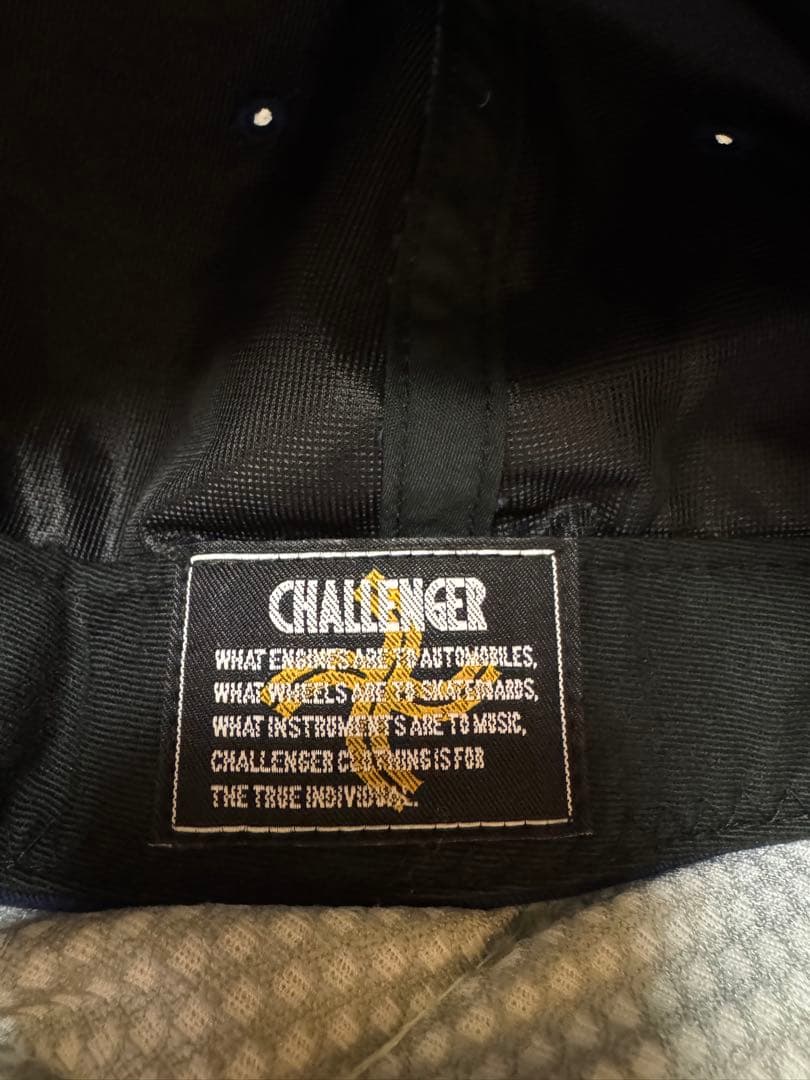 CHALLENGER
WHAT ENGINES ARE TO AUTOMOBILES,
WHAT WHEELS ARE TO SKATEBOARDS,
WHAT INSTRUMENTS ARE TO MUSIC,
CHALLENGER CLOTHING IS FOR
THE TRUE INDIVIDUAL.